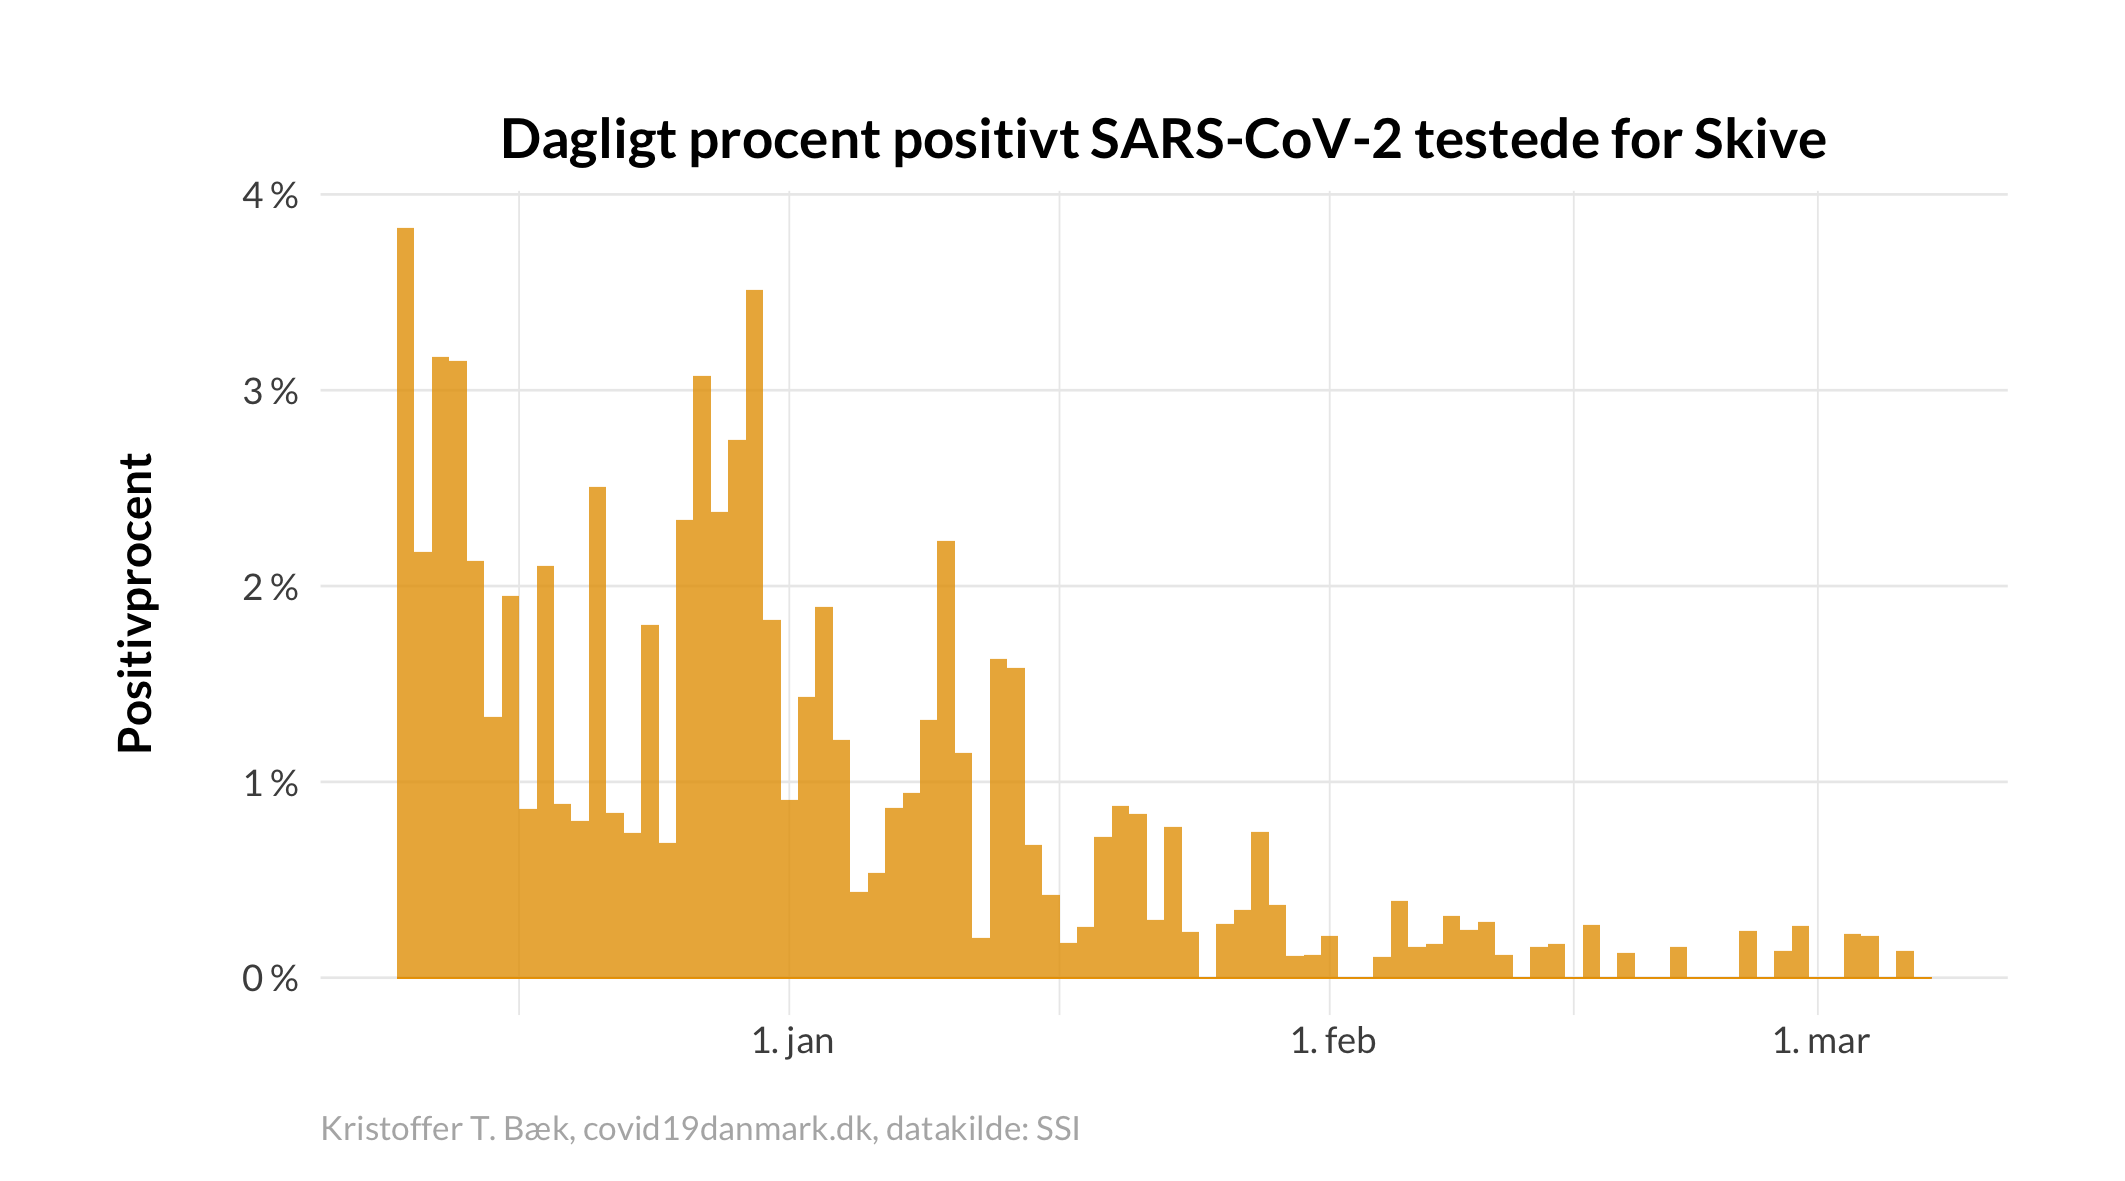 Dagligt procent positivt SARS-CoV-2 testede for Skive
Positivprocent
4 %
3 %
2 %
1 %
0 %
1. jan
1. feb
1. mar
Kristoffer T. Bæk, covid19danmark.dk, datakilde: SSI